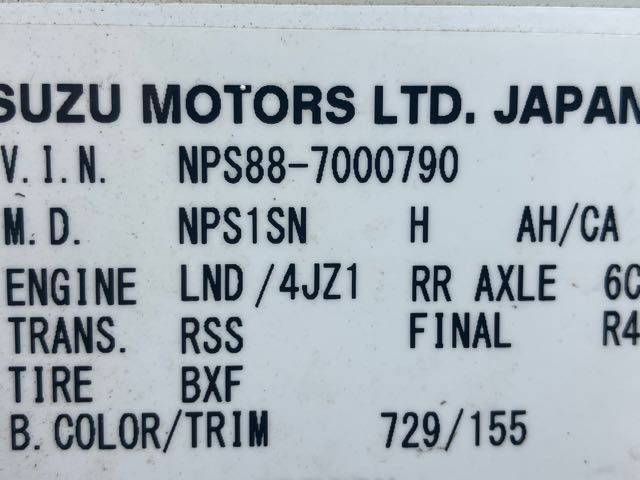 SUZU MOTORS LTD. JAPAN
V.I.N. NPS88-7000790
M.D. NPS1SN H AH/CA
ENGINE LND/4JZ1 RR AXLE 6C
TRANS. RSS FINAL R4
TIRE BXF
B.COLOR/TRIM 729/155